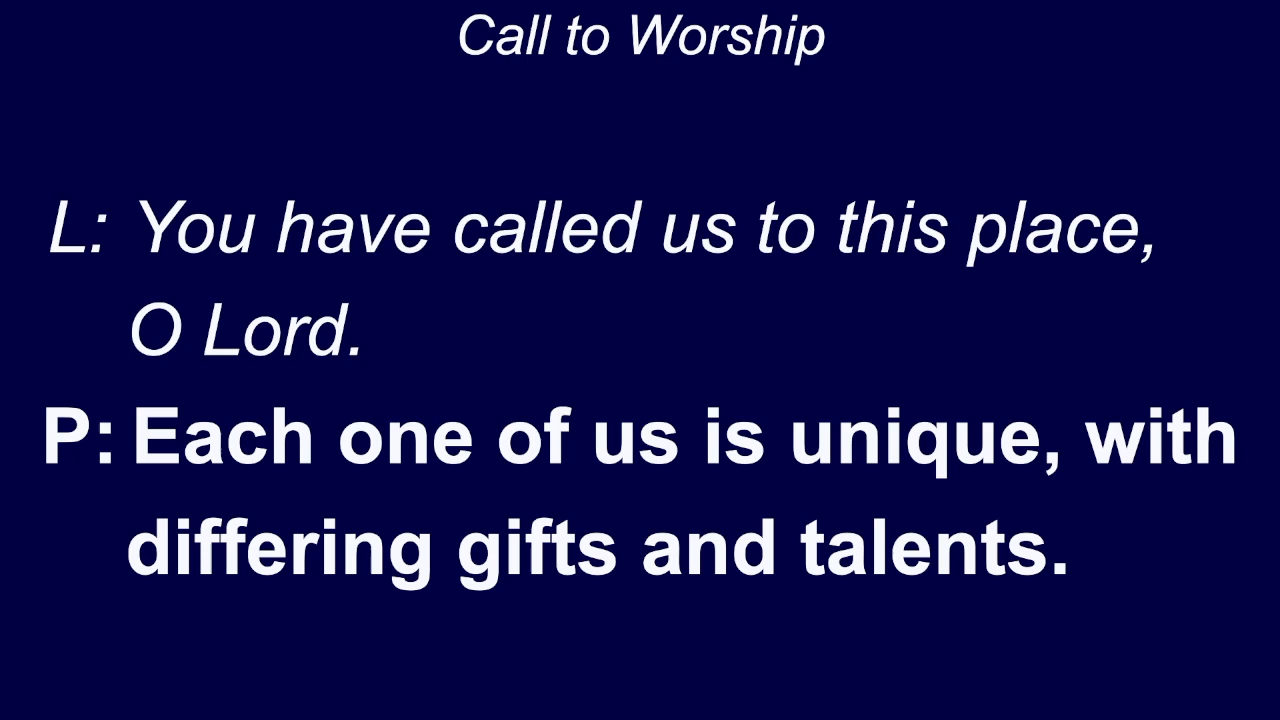 Call to Worship
L: You have called us to this place,
O Lord.
P: Each one of us is unique, with
differing gifts and talents.